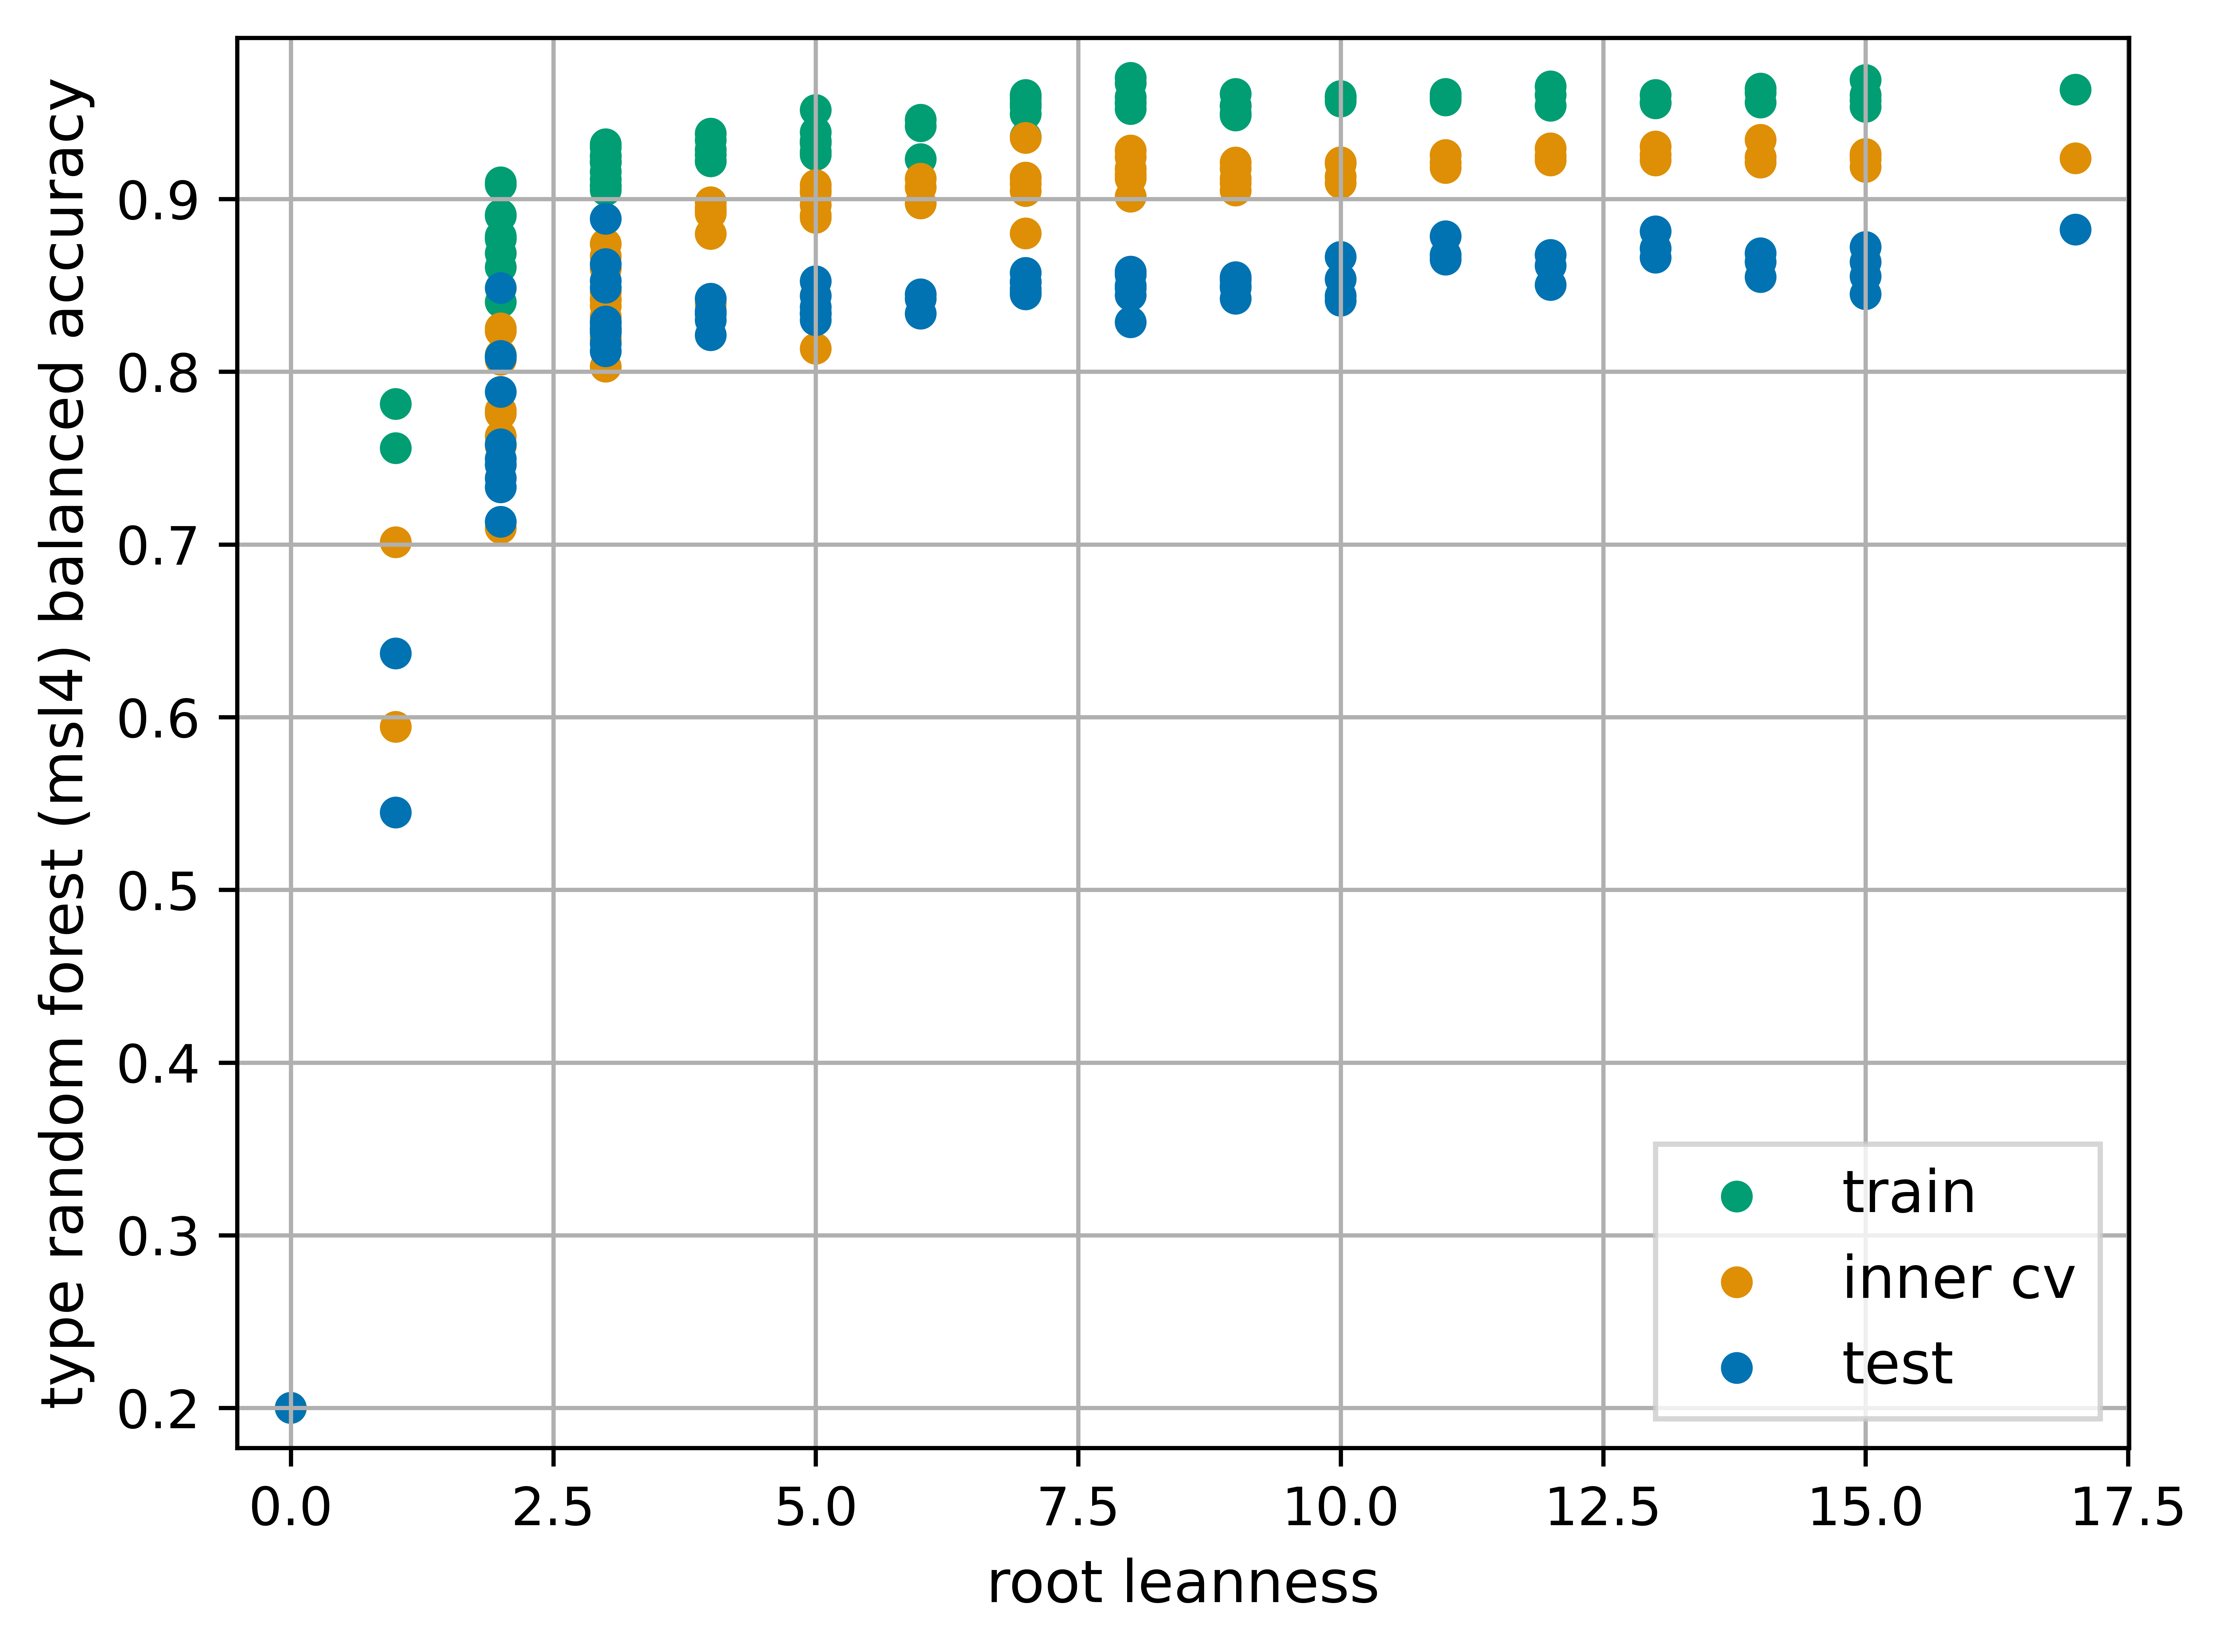 type random forest (msl4) balanced accuracy
0.9
0.8
0.7
0.6
0.5
0.4
0.3
0.2
0.0 2.5 5.0 7.5 10.0 12.5 15.0 17.5
root leanness
train
inner cv
test